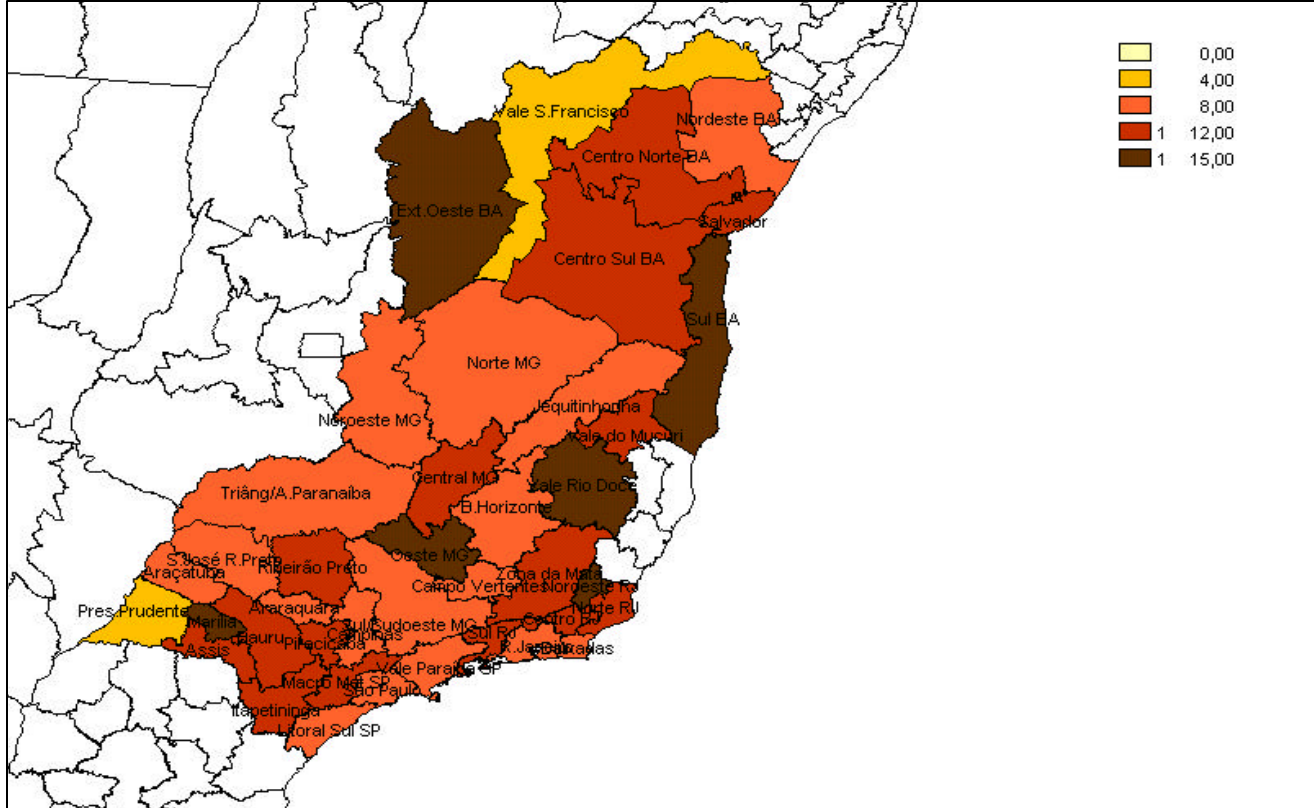 0,00
4,00
8,00
1 12,00
1 15,00
Vale S.Francisco
Nordeste BA
Centro Norte BA
Ext.Oeste BA
Salvador
Centro Sul BA
Sul BA
Norte MG
Jequitinhonha
Noroeste MG
Vale do Mucuri
Central MG
Vale Rio Doce
Triâng/A.Paranaíba
B.Horizonte
Oeste MG
S.José R.Preto
Ribeirão Preto
Araçatuba
Zona da Mata
Campo Vertentes
Nordeste RJ
Pres.Prudente
Araraquara
Norte RJ
Marília
Centro RJ
Sul/Sudoeste MG
Bauru
Campinas
Sul RJ
Piracicaba
Assis
R.Janeiro
Vale Paraíba SP
Macro Met SP
São Paulo
Itapetininga
Litoral Sul SP